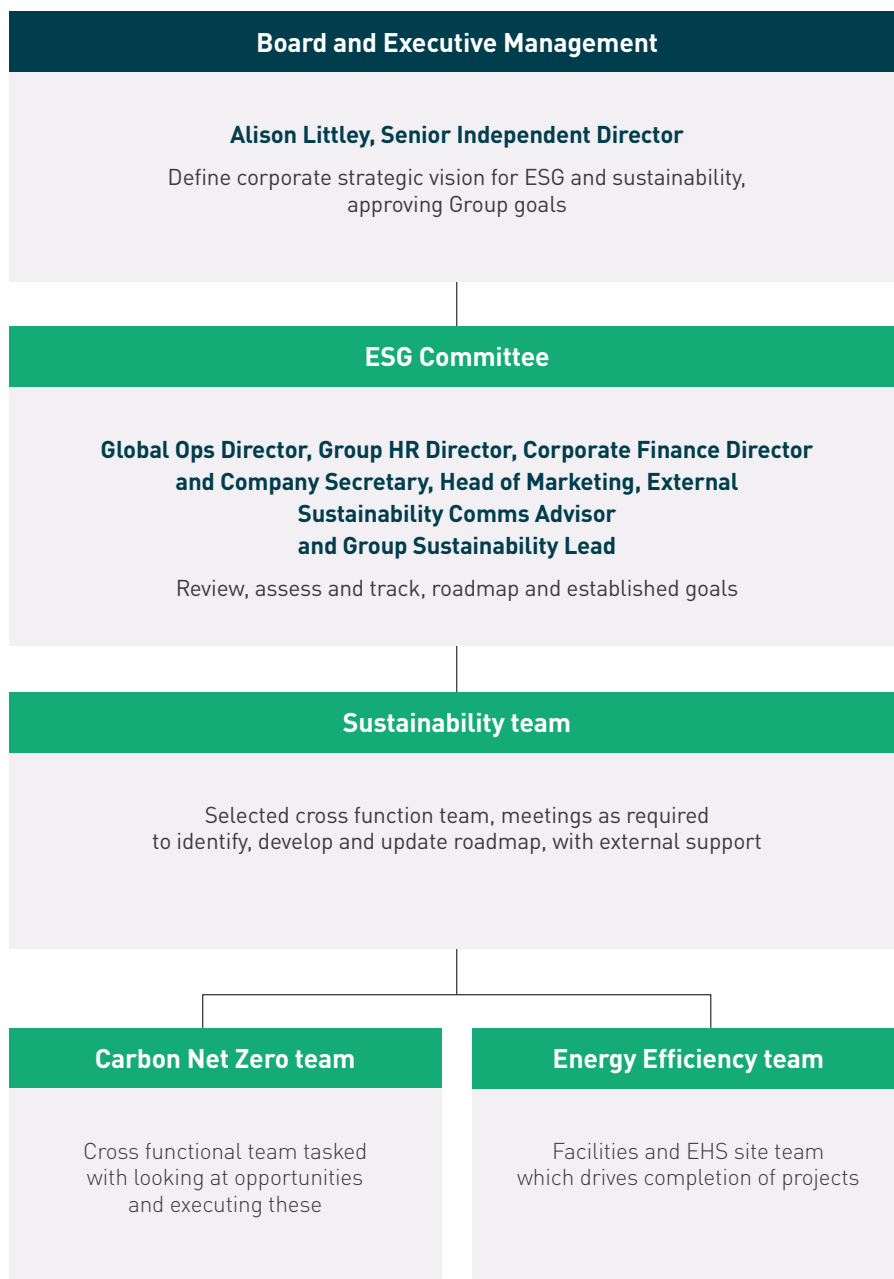 Board and Executive Management
Alison Littley, Senior Independent Director
Define corporate strategic vision for ESG and sustainability,
approving Group goals
ESG Committee
Global Ops Director, Group HR Director, Corporate Finance Director
and Company Secretary, Head of Marketing, External
Sustainability Comms Advisor
and Group Sustainability Lead
Review, assess and track, roadmap and established goals
Sustainability team
Selected cross function team, meetings as required
to identify, develop and update roadmap, with external support
Carbon Net Zero team
Cross functional team tasked
with looking at opportunities
and executing these
Energy Efficiency team
Facilities and EHS site team
which drives completion of projects